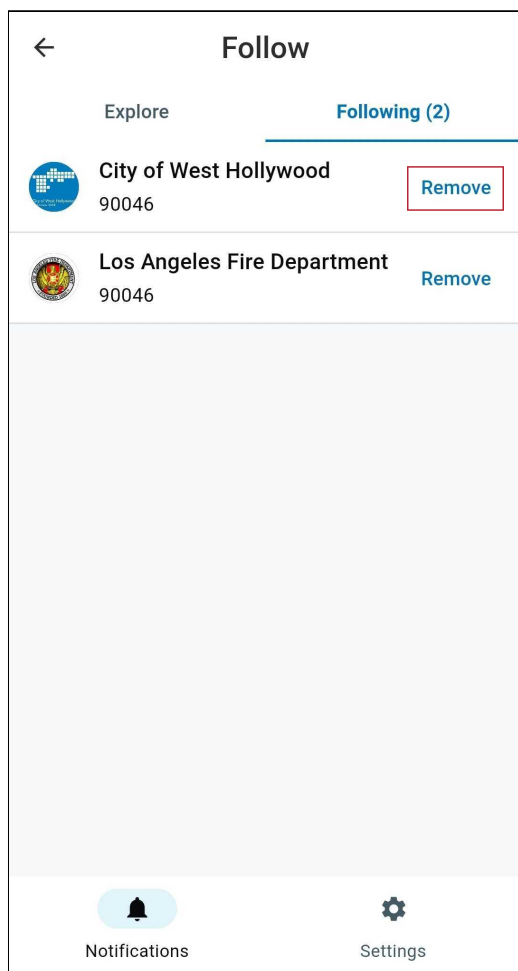 Follow
Explore
Following (2)
City of West Hollywood
90046
Remove
Los Angeles Fire Department
90046
Remove
Notifications
Settings